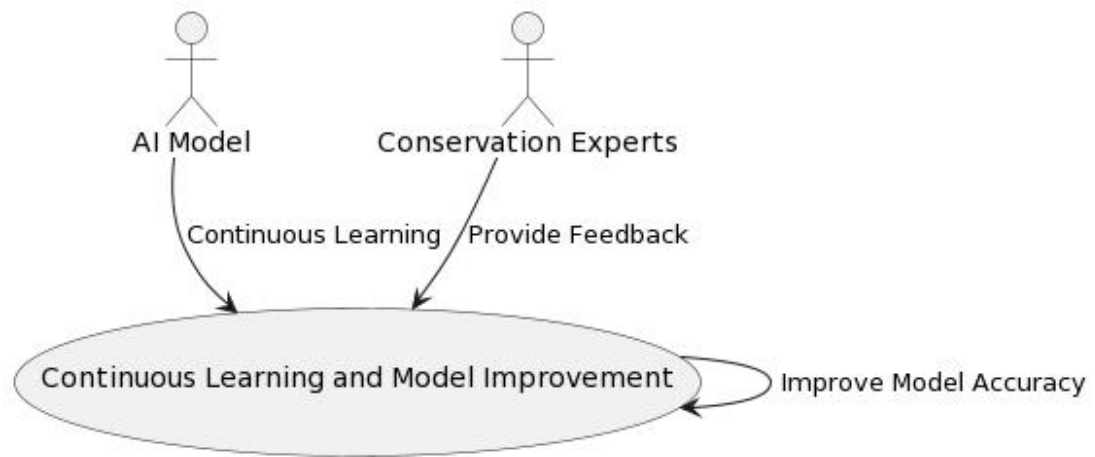 AI Model
Conservation Experts
Continuous Learning
Provide Feedback
Continuous Learning and Model Improvement
Improve Model Accuracy